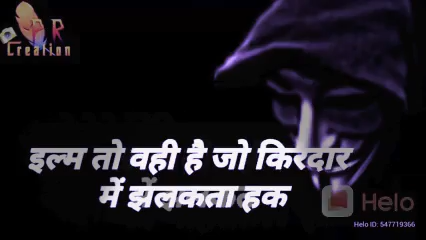 R
Creation
इल्म तो वही है जो किरदार
में झलकता हक
Helo
Helo ID: 547719366